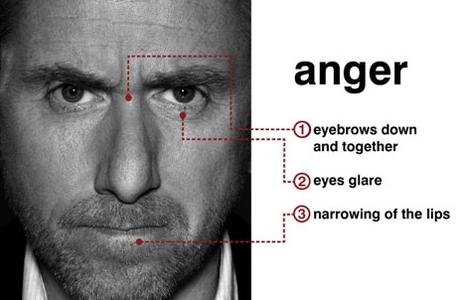 anger
1 eyebrows down
and together
2 eyes glare
3 narrowing of the lips